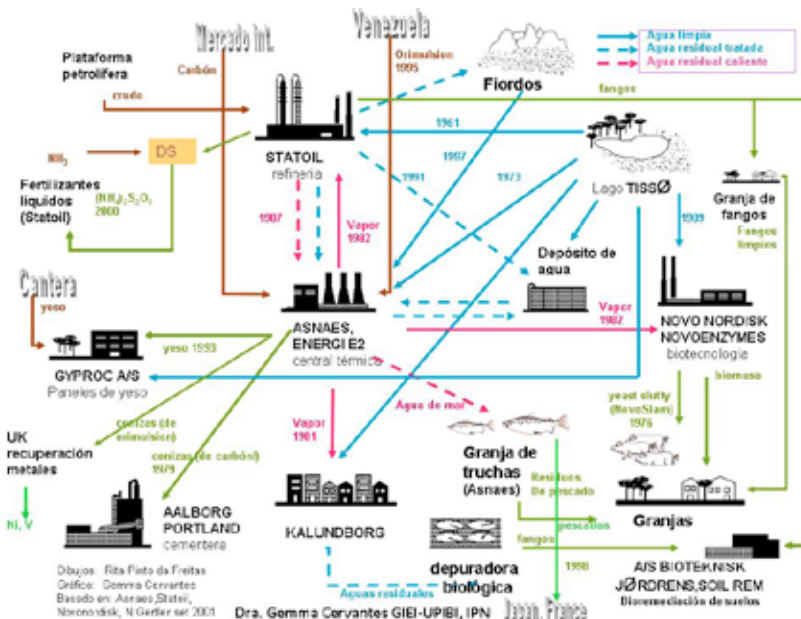 Mercado int.
Venezuela
Agua limpia
Agua residual tratada
Agua residual caliente
Plataforma
petrolífera
Carbón
Orimulsion
1995
Fiordos
fangos
crudo
1961
STATOIL
refinería
1997
1991
1973
Lago TISSØ
NH3
DS
Fertilizantes
líquidos
(Statoil)
(NH4)2S2O3
2000
Granja de
fangos
Fangos
limpios
1987
Vapor
1982
1989
Depósito de
agua
Cantera
yeso
ASNAES,
ENERGI E2
central térmica
Vapor
1982
NOVO NORDISK
NOVOENZYMES
biotecnología
yeso 1993
GYPROC A/S
Paneles de yeso
biomasa
yeast slutty
(NovoSlam)
1976
Agua de mar
cenizas (de
orimulsion)
UK
recuperación
metales
Vapor
1981
cenizas (de carbón)
1979
Granja de
truchas
(Asnaes)
Residuos
De pescado
Granjas
Ni, V
AALBORG
PORTLAND
cementera
KALUNDBORG
pescados
fangos
1998
depuradora
biológica
A/S BIOTEKNISK
JØRDRENS,SOIL REM
Bioremediación de suelos
Dibujos: Rita Pinto de Freitas
Gráfico: Gemma Cervantes
Basado en: Asnaes,Statoil,
Novonordisk, N.Gertler set 2001
Aguas residuales
Dra. Gemma Cervantes GIEI-UPIBI, IPN
Japan, France